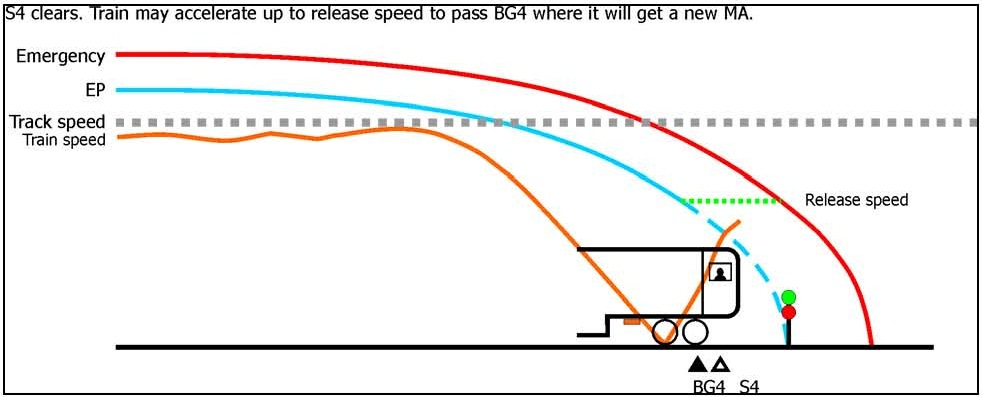 S4 clears. Train may accelerate up to release speed to pass BG4 where it will get a new MA.
Emergency
EP
Track speed
Train speed
Release speed
BG4 S4